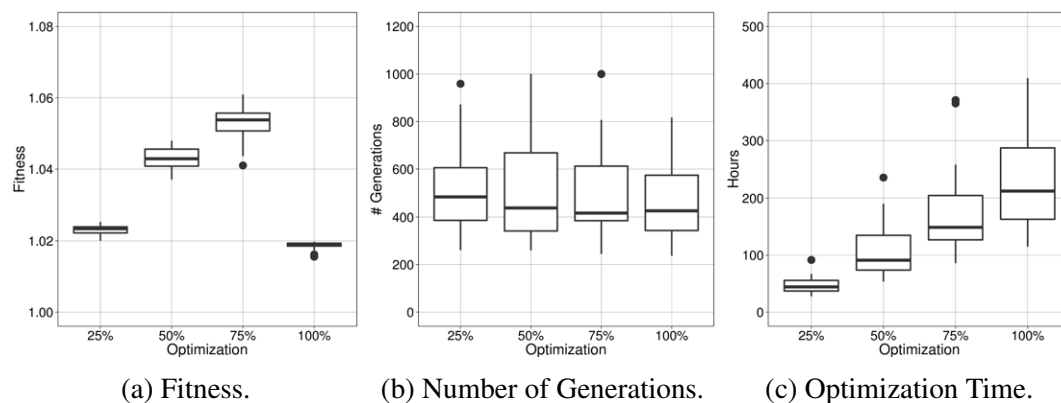 1.08
1.06
1.04
1.02
1.00
Fitness
25% 50% 75% 100%
Optimization
(a) Fitness.
1200
1000
800
600
400
200
0
# Generations
25% 50% 75% 100%
Optimization
(b) Number of Generations.
500
400
300
200
100
0
Hours
25% 50% 75% 100%
Optimization
(c) Optimization Time.